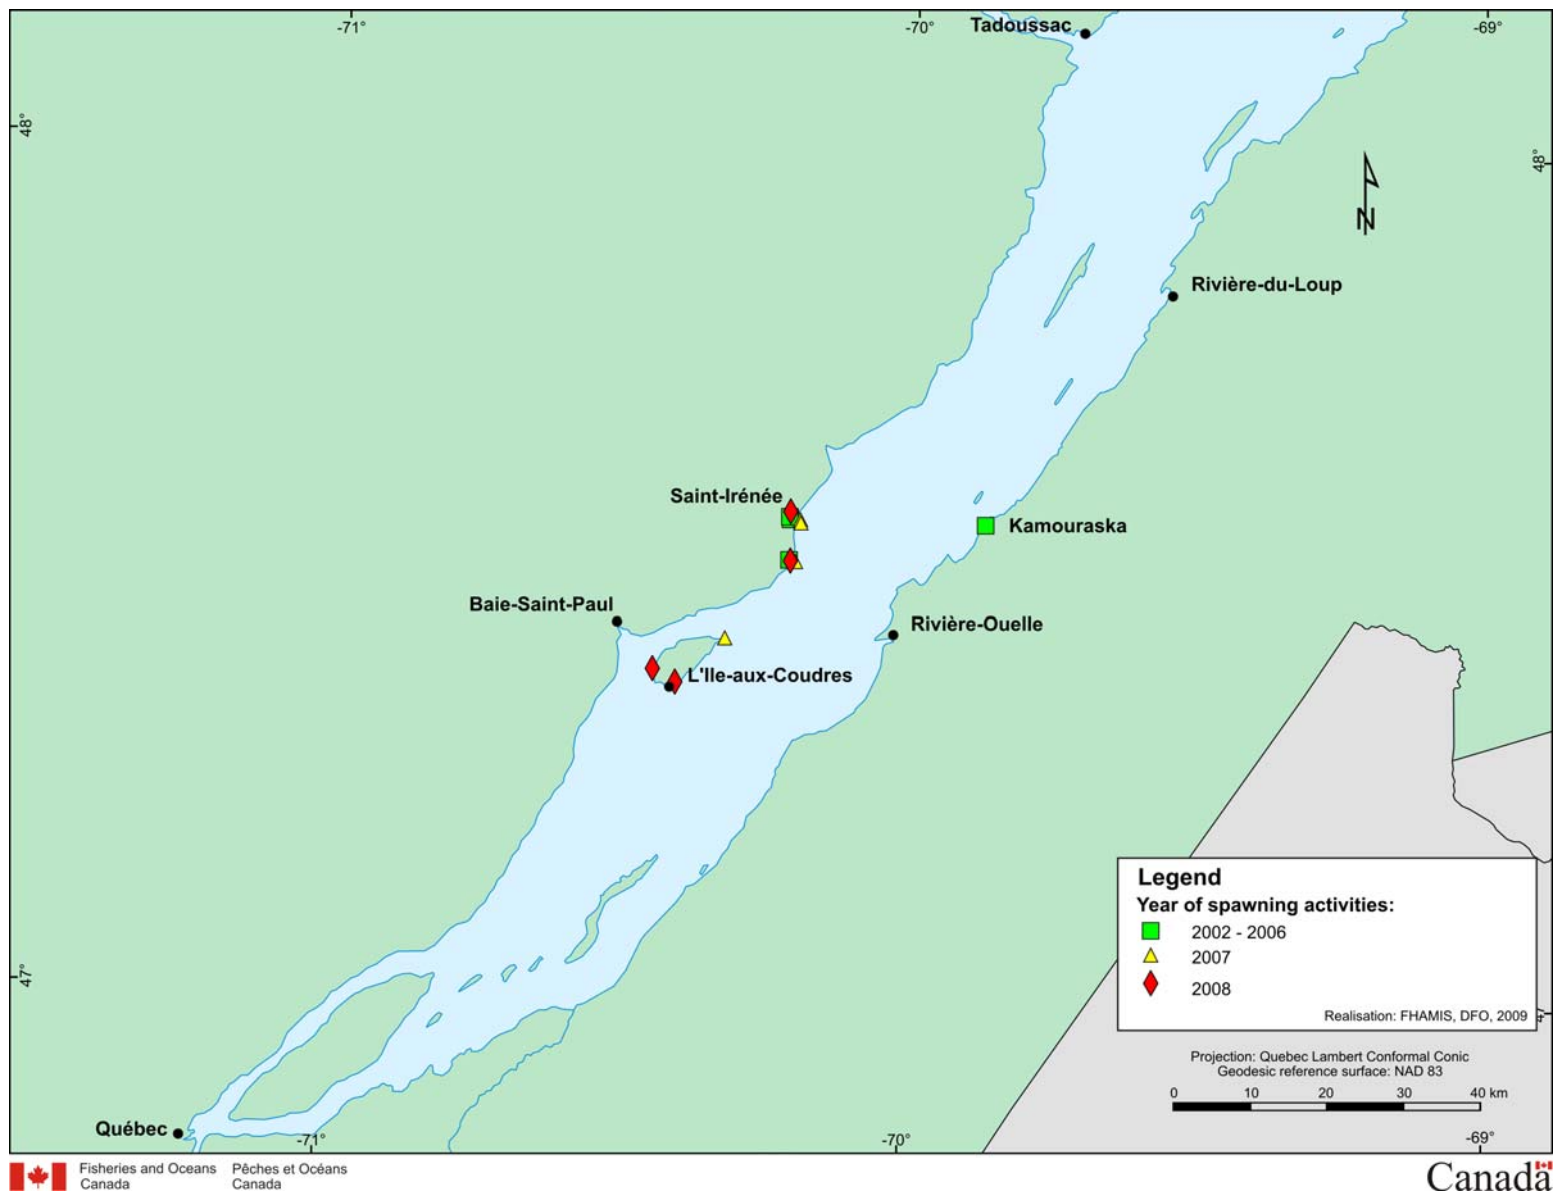 -71°
-70°
-69°
Tadoussac
48°
48°
N
Rivière-du-Loup
Saint-Irénée
Kamouraska
Baie-Saint-Paul
Rivière-Ouelle
L'Ile-aux-Coudres
Legend
Year of spawning activities:
2002 - 2006
2007
2008
Realisation: FHAMIS, DFO, 2009
47°
Projection: Quebec Lambert Conformal Conic
Geodesic reference surface: NAD 83
0 10 20 30 40 km
Québec
-71°
-70°
-69°
Fisheries and Oceans Pêches et Océans
Canada Canada
Canada